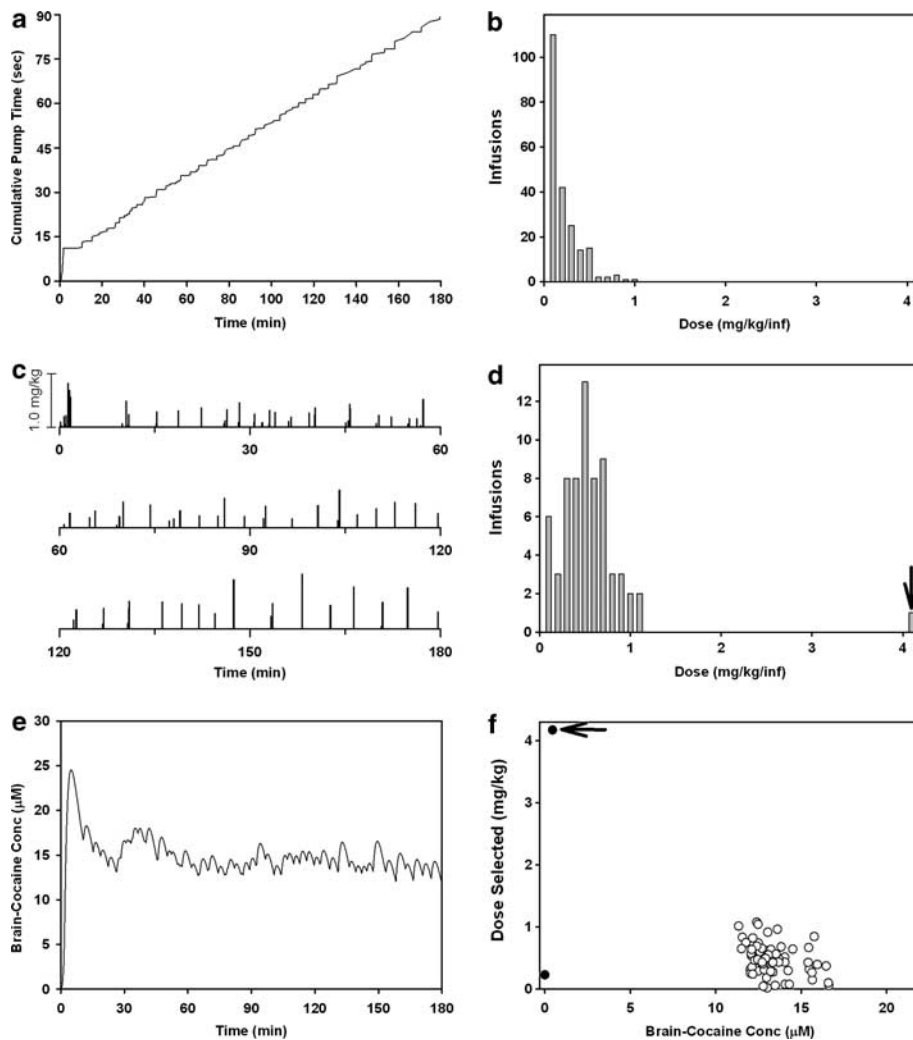 a
90
75
60
45
30
15
0
Cumulative Pump Time (sec)
0 20 40 60 80 100 120 140 160 180
Time (min)
b
100
80
60
40
20
0
Infusions
0 1 2 3 4
Dose (mg/kg/inf)
c
1.0 mg/kg
0 30 60
60 90 120
120 150 180
Time (min)
d
12
10
8
6
4
2
0
Infusions
0 1 2 3 4
Dose (mg/kg/inf)
e
30
25
20
15
10
5
0
Brain-Cocaine Conc (μM)
0 30 60 90 120 150 180
Time (min)
f
4
3
2
1
0
Dose Selected (mg/kg)
0 5 10 15 20
Brain-Cocaine Conc (μM)